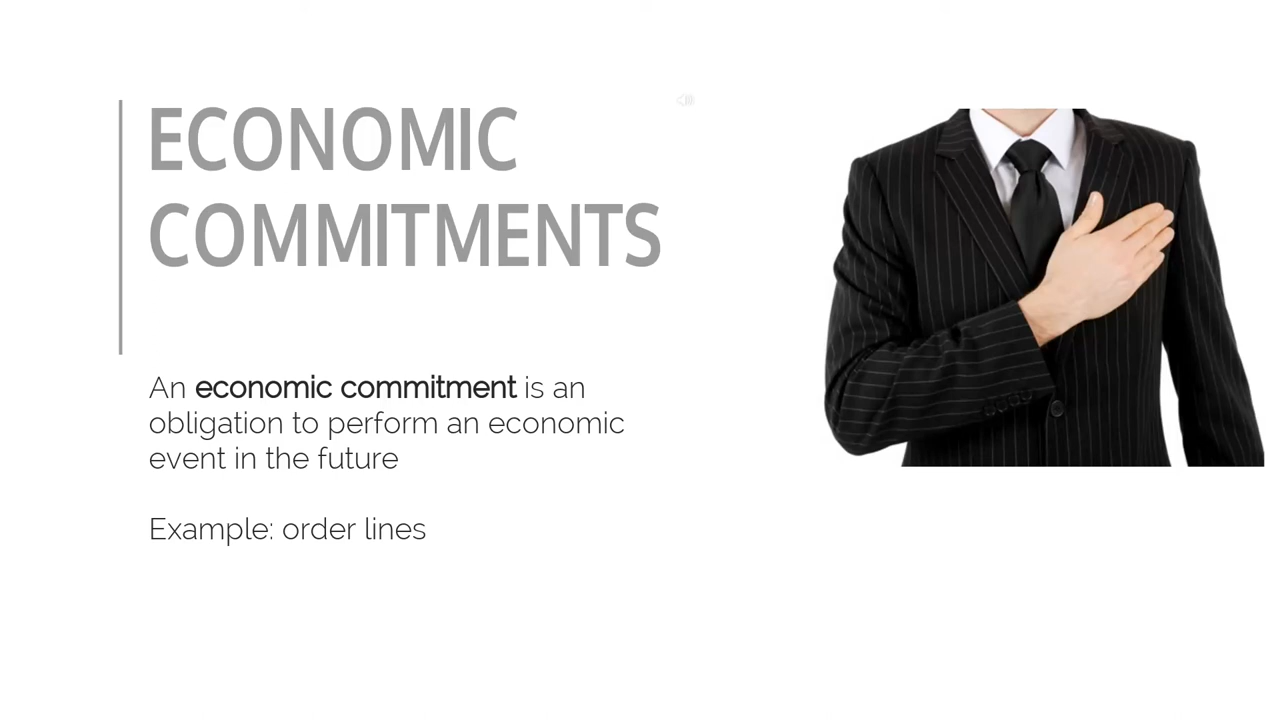 ECONOMIC
COMMITMENTS
An economic commitment is an
obligation to perform an economic
event in the future
Example: order lines